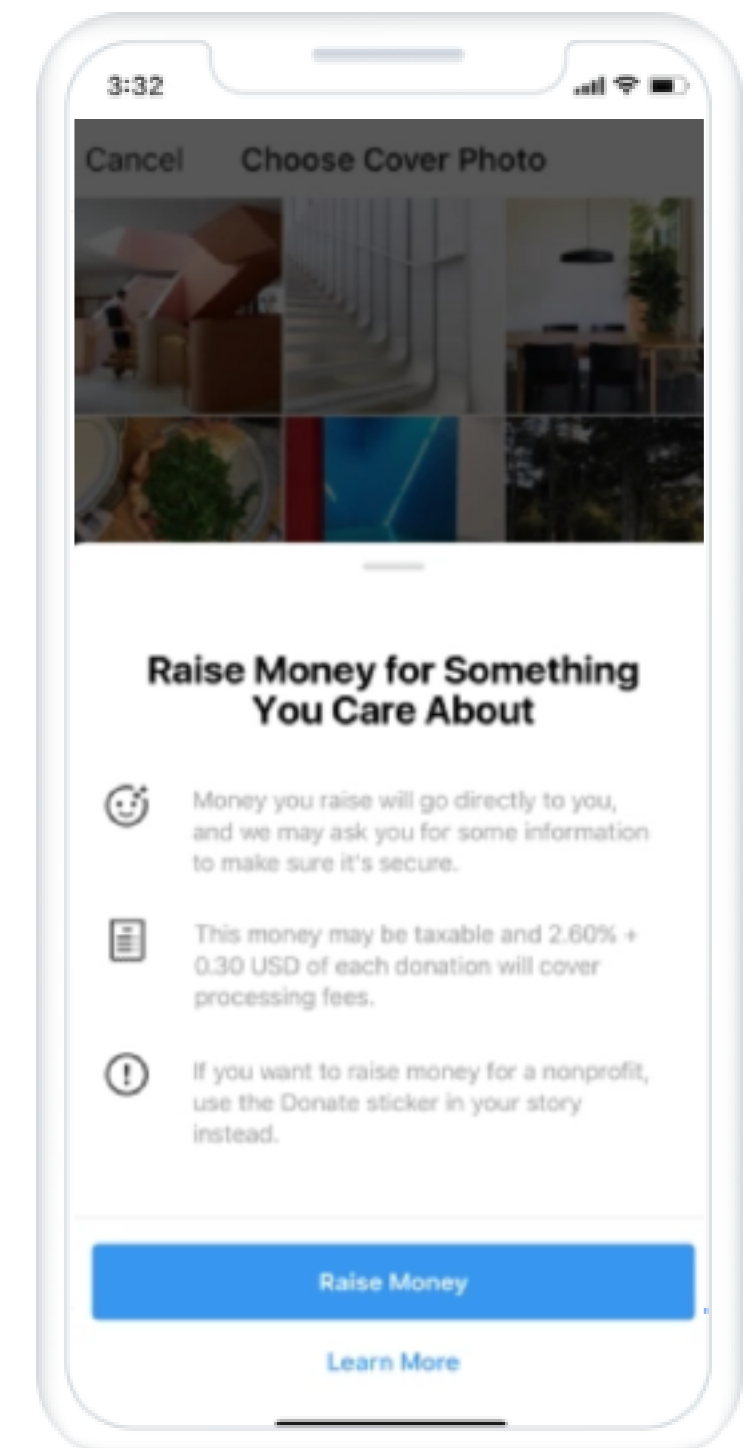 3:32
Cancel Choose Cover Photo
Raise Money for Something
You Care About
Money you raise will go directly to you,
and we may ask you for some information
to make sure it's secure.
This money may be taxable and 2.60% +
0.30 USD of each donation will cover
processing fees.
If you want to raise money for a nonprofit,
use the Donate sticker in your story
instead.
Raise Money
Learn More